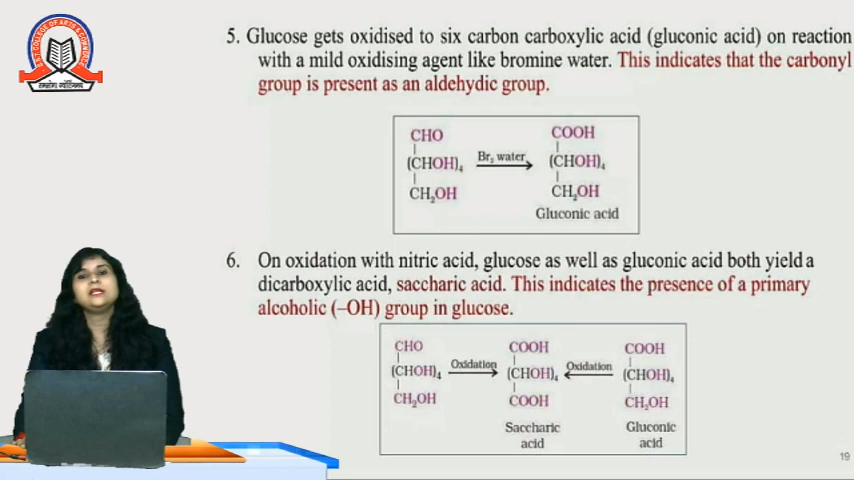 5. Glucose gets oxidised to six carbon carboxylic acid (gluconic acid) on reaction
with a mild oxidising agent like bromine water. This indicates that the carbonyl
group is present as an aldehydic group.
CHO
(CHOH)₄
CH₂OH
Br₂ water
COOH
(CHOH)₄
CH₂OH
Gluconic acid
6. On oxidation with nitric acid, glucose as well as gluconic acid both yield a
dicarboxylic acid, saccharic acid. This indicates the presence of a primary
alcoholic (–OH) group in glucose.
CHO
(CHOH)₄
CH₂OH
Oxidation
COOH
(CHOH)₄
COOH
Saccharic
acid
Oxidation
COOH
(CHOH)₄
CH₂OH
Gluconic
acid
19